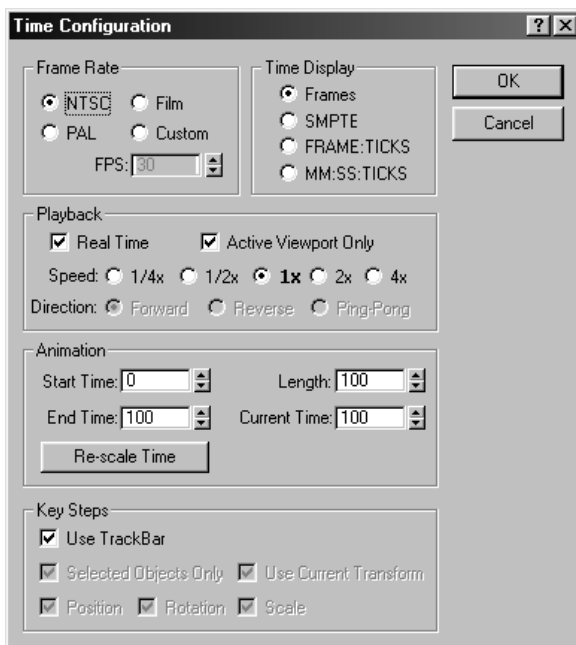 Time Configuration
Frame Rate
NTSC Film
PAL Custom
FPS: 30
Time Display
Frames
SMPTE
FRAME:TICKS
MM:SS:TICKS
OK
Cancel
Playback
Real Time Active Viewport Only
Speed: 1/4x 1/2x 1x 2x 4x
Direction: Forward Reverse Ping-Pong
Animation
Start Time: 0 Length: 100
End Time: 100 Current Time: 100
Re-scale Time
Key Steps
Use TrackBar
Selected Objects Only Use Current Transform
Position Rotation Scale